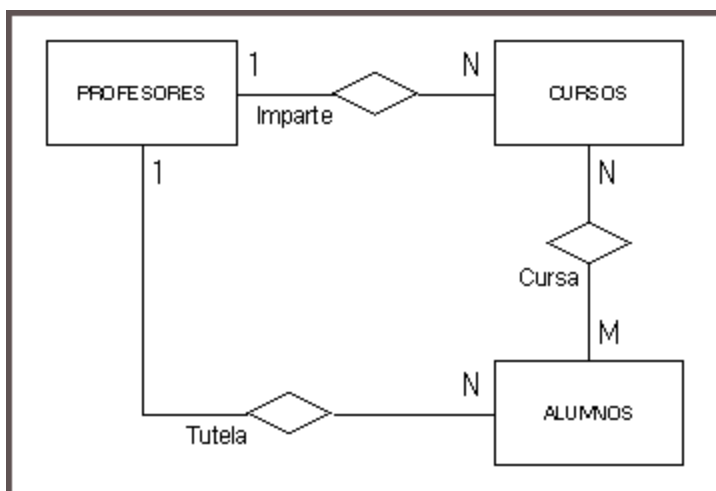 PROFESORES
1
Imparte
N
CURSOS
1
N
Cursa
M
N
Tutela
ALUMNOS